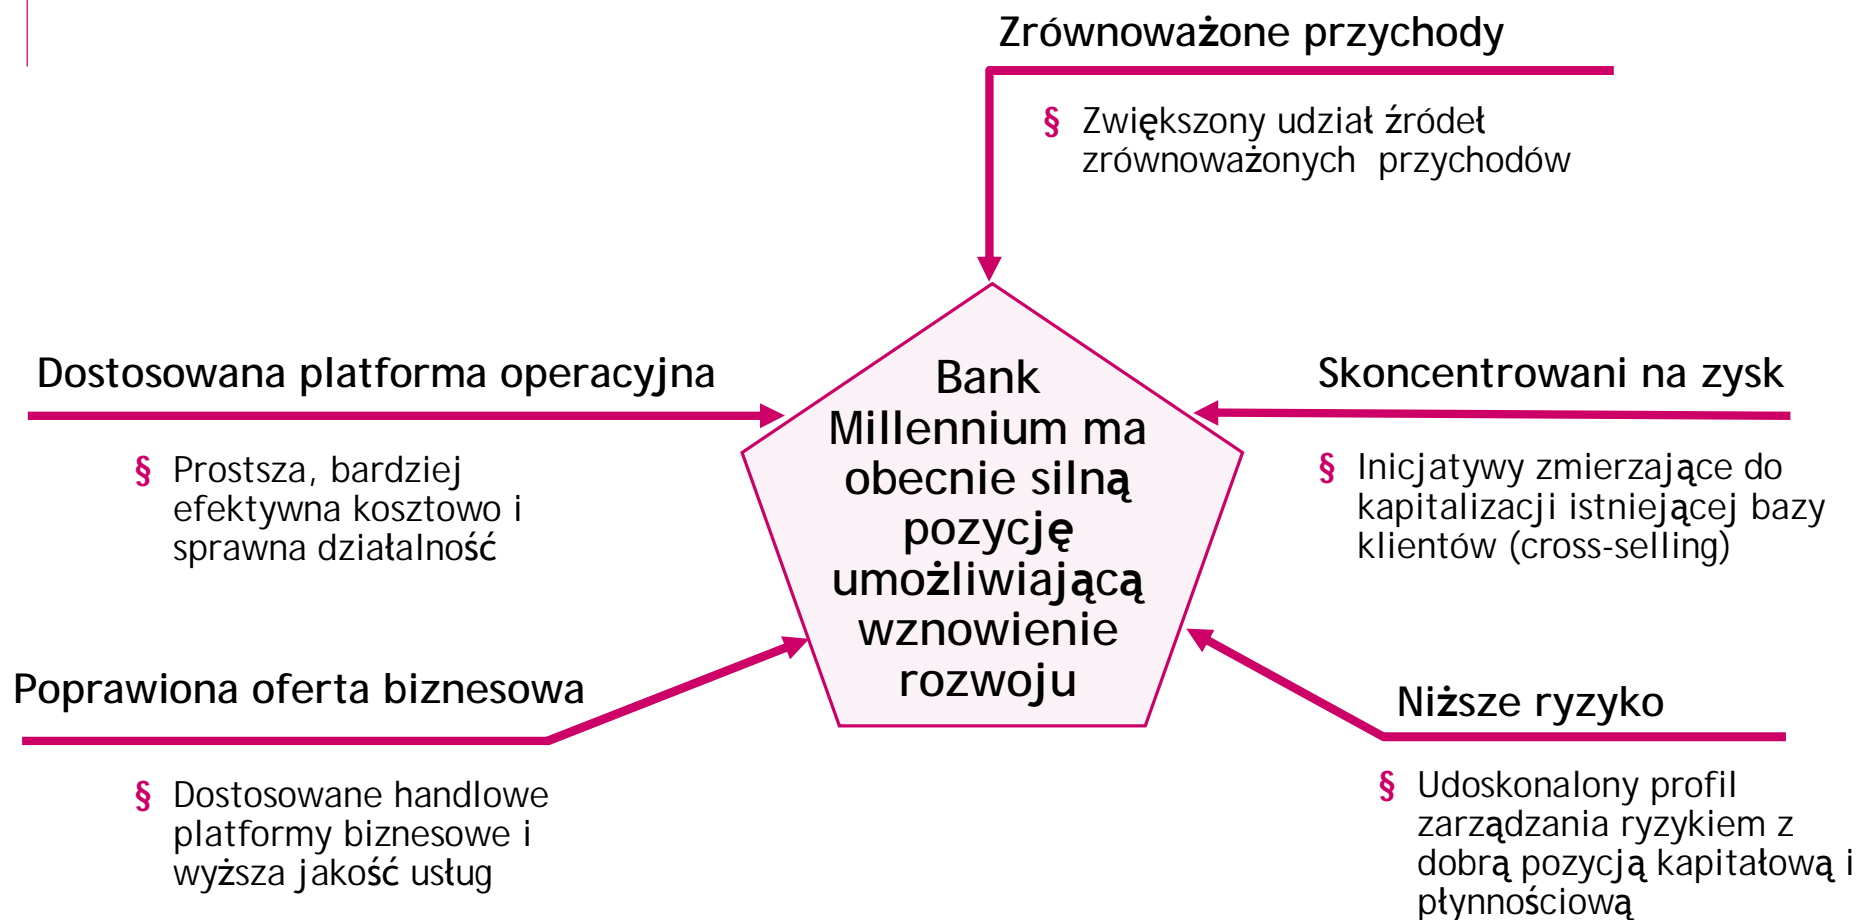 Zrównoważone przychody
§ Zwiększony udział źródeł
zrównoważonych przychodów
Dostosowana platforma operacyjna
§ Prostsza, bardziej
efektywna kosztowo i
sprawna działalność
Bank
Millennium ma
obecnie silną
pozycję
umożliwiającą
wznowienie
rozwoju
Skoncentrowani na zysk
§ Inicjatywy zmierzające do
kapitalizacji istniejącej bazy
klientów (cross-selling)
Poprawiona oferta biznesowa
§ Dostosowane handlowe
platformy biznesowe i
wyższa jakość usług
Niższe ryzyko
§ Udoskonalony profil
zarządzania ryzykiem z
dobrą pozycją kapitałową i
płynnościową